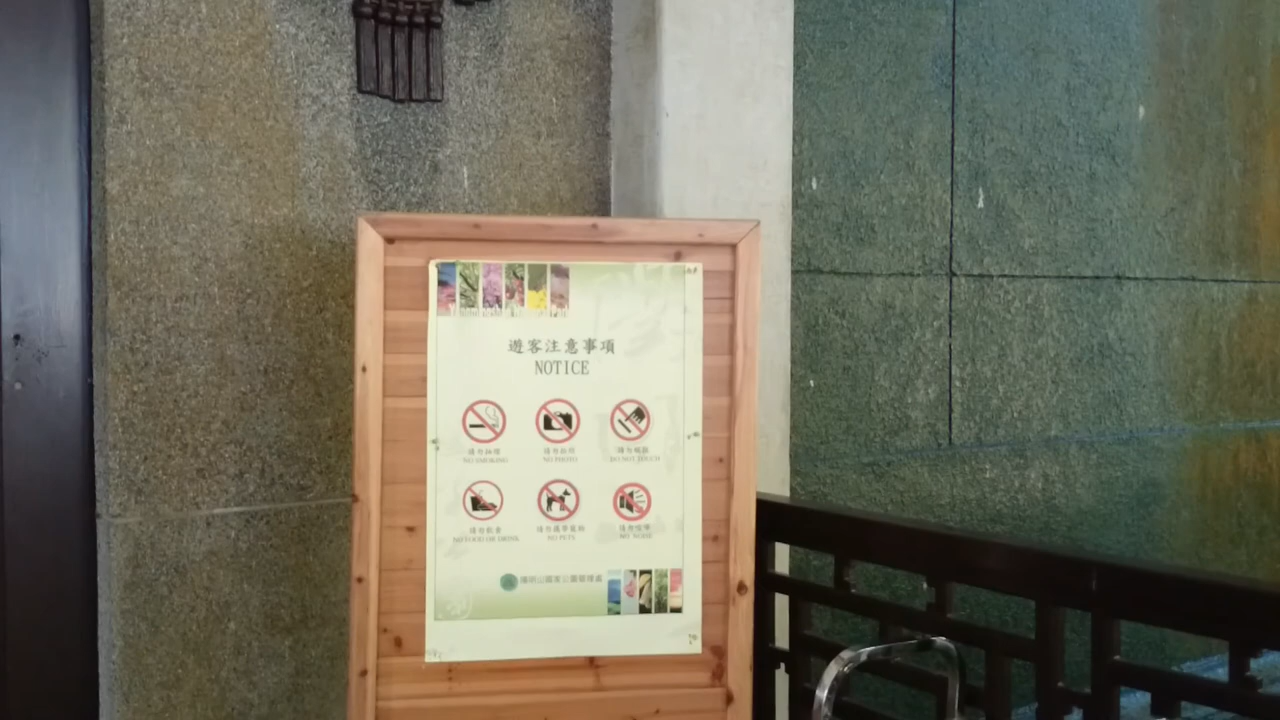 遊客注意事項
NOTICE
請勿抽煙
NO SMOKING
請勿拍照
NO PHOTO
請勿觸摸
DO NOT TOUCH
請勿飲食
NO FOOD OR DRINK
請勿攜帶寵物
NO PETS
請勿喧嘩
NO NOISE
陽明山國家公園管理處